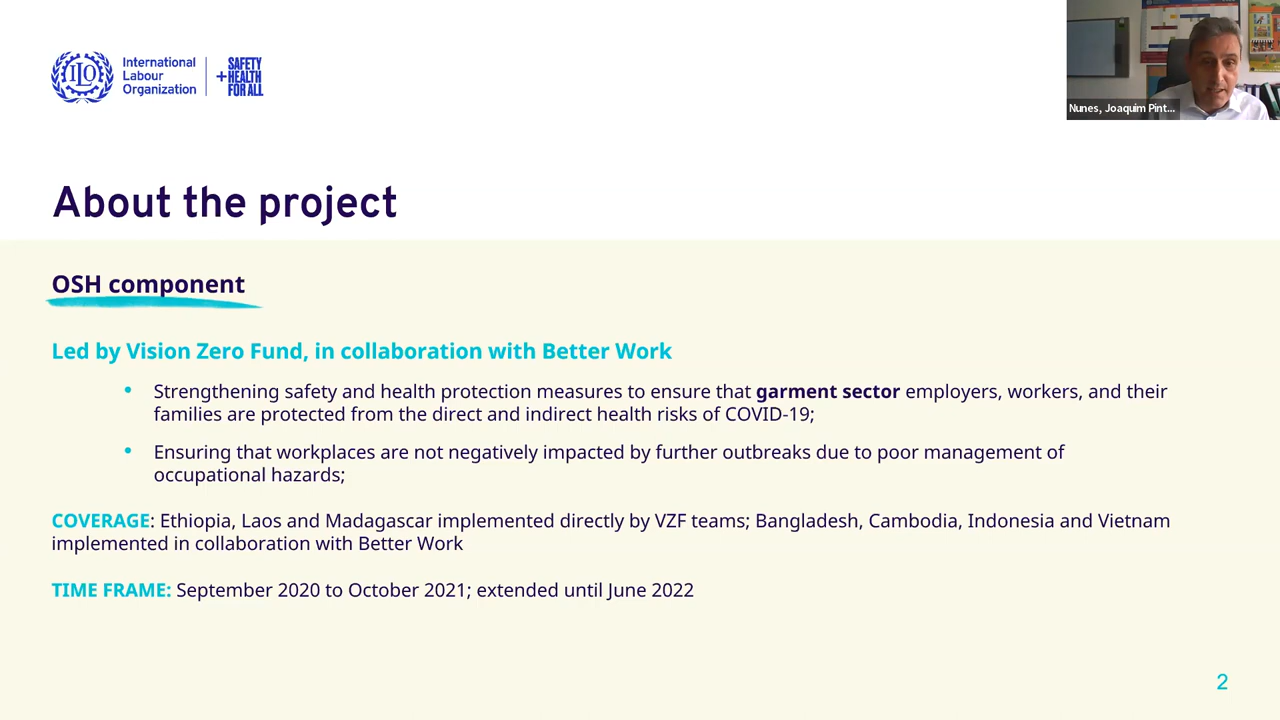 International
Labour
Organization
ILO
SAFETY
+HEALTH
FOR ALL
Nunes, Joaquim Pint...
About the project
OSH component
Led by Vision Zero Fund, in collaboration with Better Work
• Strengthening safety and health protection measures to ensure that garment sector employers, workers, and their
families are protected from the direct and indirect health risks of COVID-19;
• Ensuring that workplaces are not negatively impacted by further outbreaks due to poor management of
occupational hazards;
COVERAGE: Ethiopia, Laos and Madagascar implemented directly by VZF teams; Bangladesh, Cambodia, Indonesia and Vietnam
implemented in collaboration with Better Work
TIME FRAME: September 2020 to October 2021; extended until June 2022
2